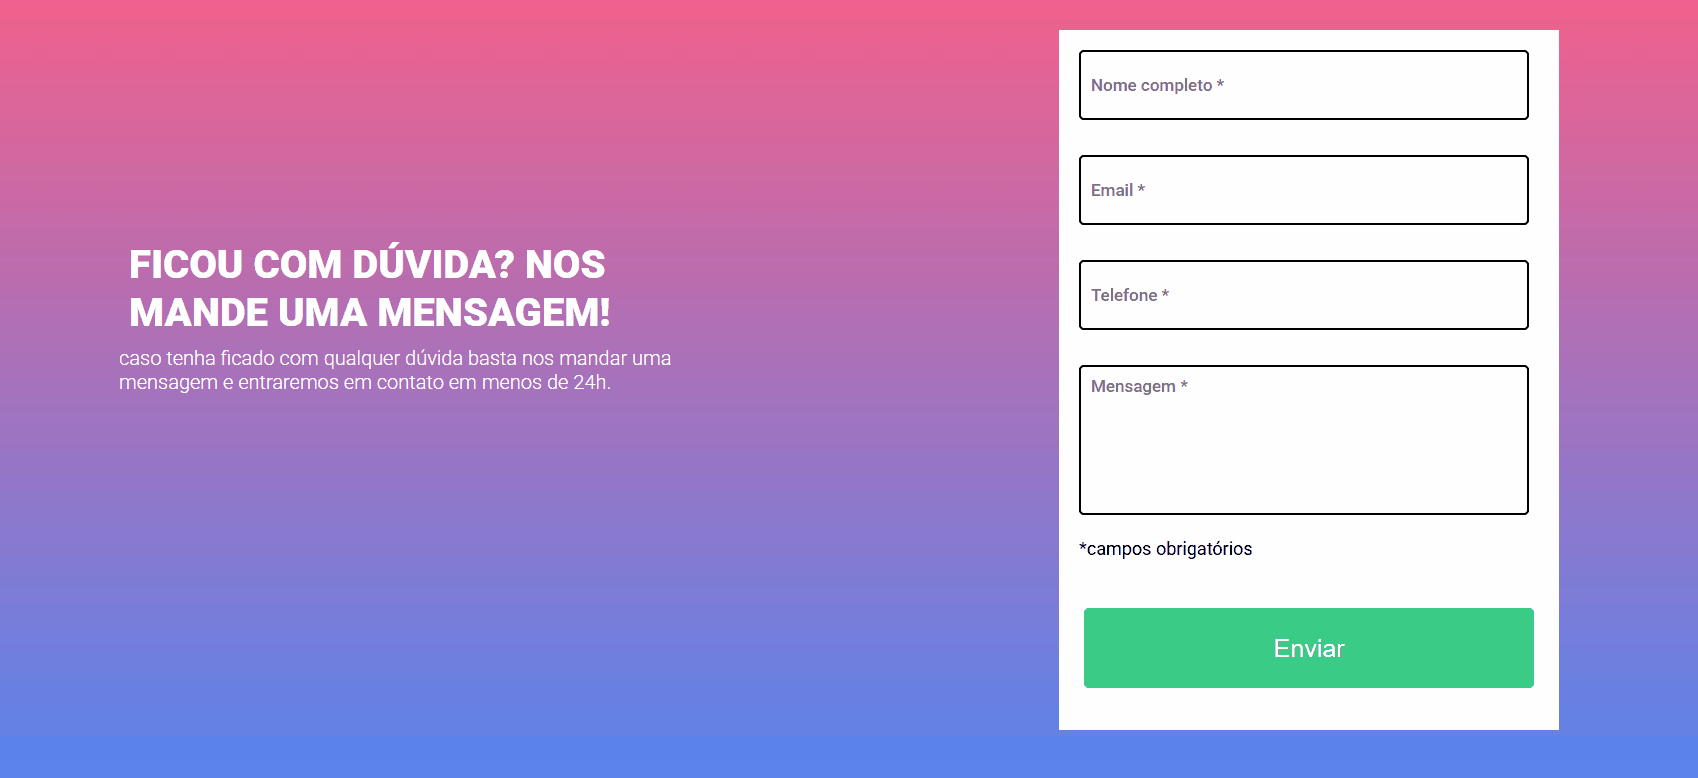 FICOU COM DÚVIDA? NOS
MANDE UMA MENSAGEM!
caso tenha ficado com qualquer dúvida basta nos mandar uma
mensagem e entraremos em contato em menos de 24h.
Nome completo *
Email *
Telefone *
Mensagem *
*campos obrigatórios
Enviar